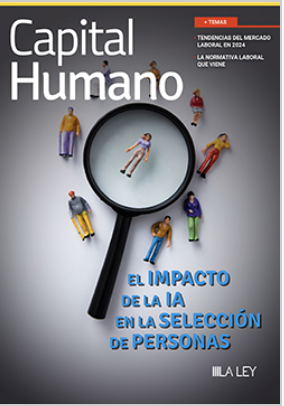 Capital
Humano
+ TEMAS
TENDENCIAS DEL MERCADO
LABORAL EN 2024
LA NORMATIVA LABORAL
QUE VIENE
EL IMPACTO
DE LA IA
EN LA SELECCIÓN
DE PERSONAS
LA LEY